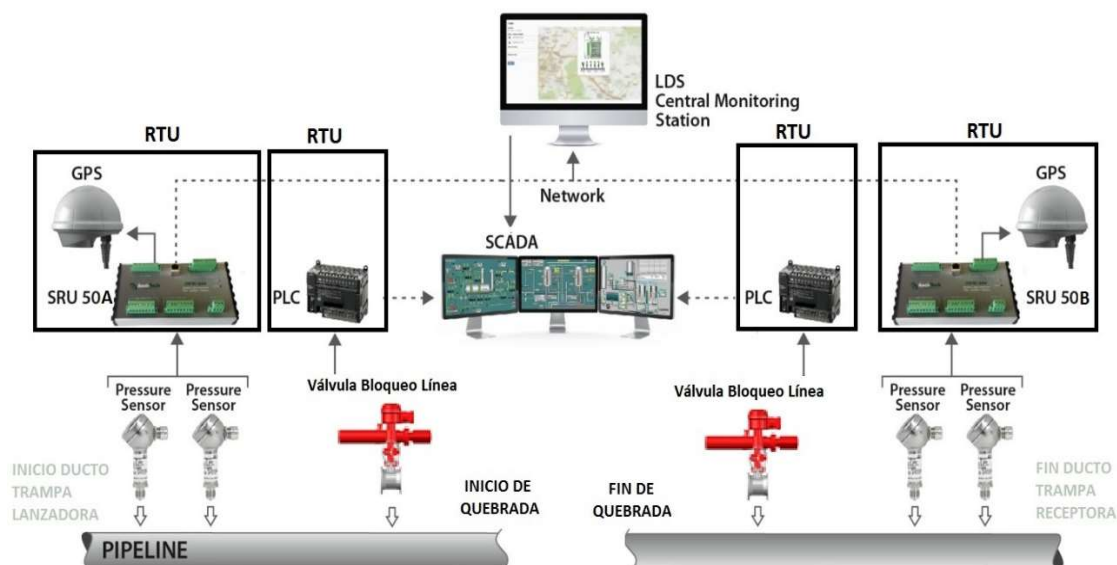 LDS
Central Monitoring
Station
RTU
RTU
RTU
RTU
GPS
GPS
Network
SCADA
SRU 50A
PLC
PLC
SRU 50B
Pressure
Sensor
Pressure
Sensor
Válvula Bloqueo Línea
Válvula Bloqueo Línea
Pressure
Sensor
Pressure
Sensor
INICIO DUCTO
TRAMPA
LANZADORA
INICIO DE
QUEBRADA
FIN DE
QUEBRADA
FIN DUCTO
TRAMPA
RECEPTORA
PIPELINE